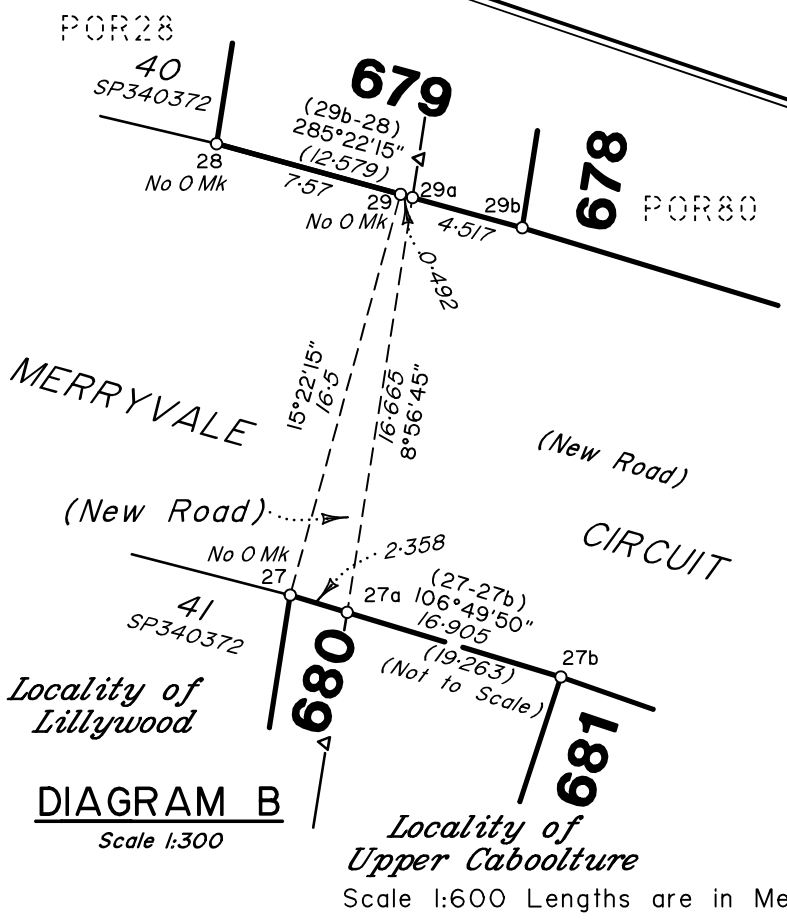 POR28
40
SP340372
679
(29b-28)
285°22'15"
(12·579)
28
No O Mk
7·57
29
No O Mk
29a
29b
4·517
0·492
678
POR80
15°22'15"
16·5
16·665
8°56'45"
MERRYVALE
(New Road)
(New Road)
CIRCUIT
No O Mk
27
2·358
27a
(27-27b)
106°49'50"
16·905
(19·263)
(Not to Scale)
27b
41
SP340372
680
681
Locality of
Lillywood
DIAGRAM B
Scale 1:300
Locality of
Upper Caboolture
Scale 1:600 Lengths are in Me